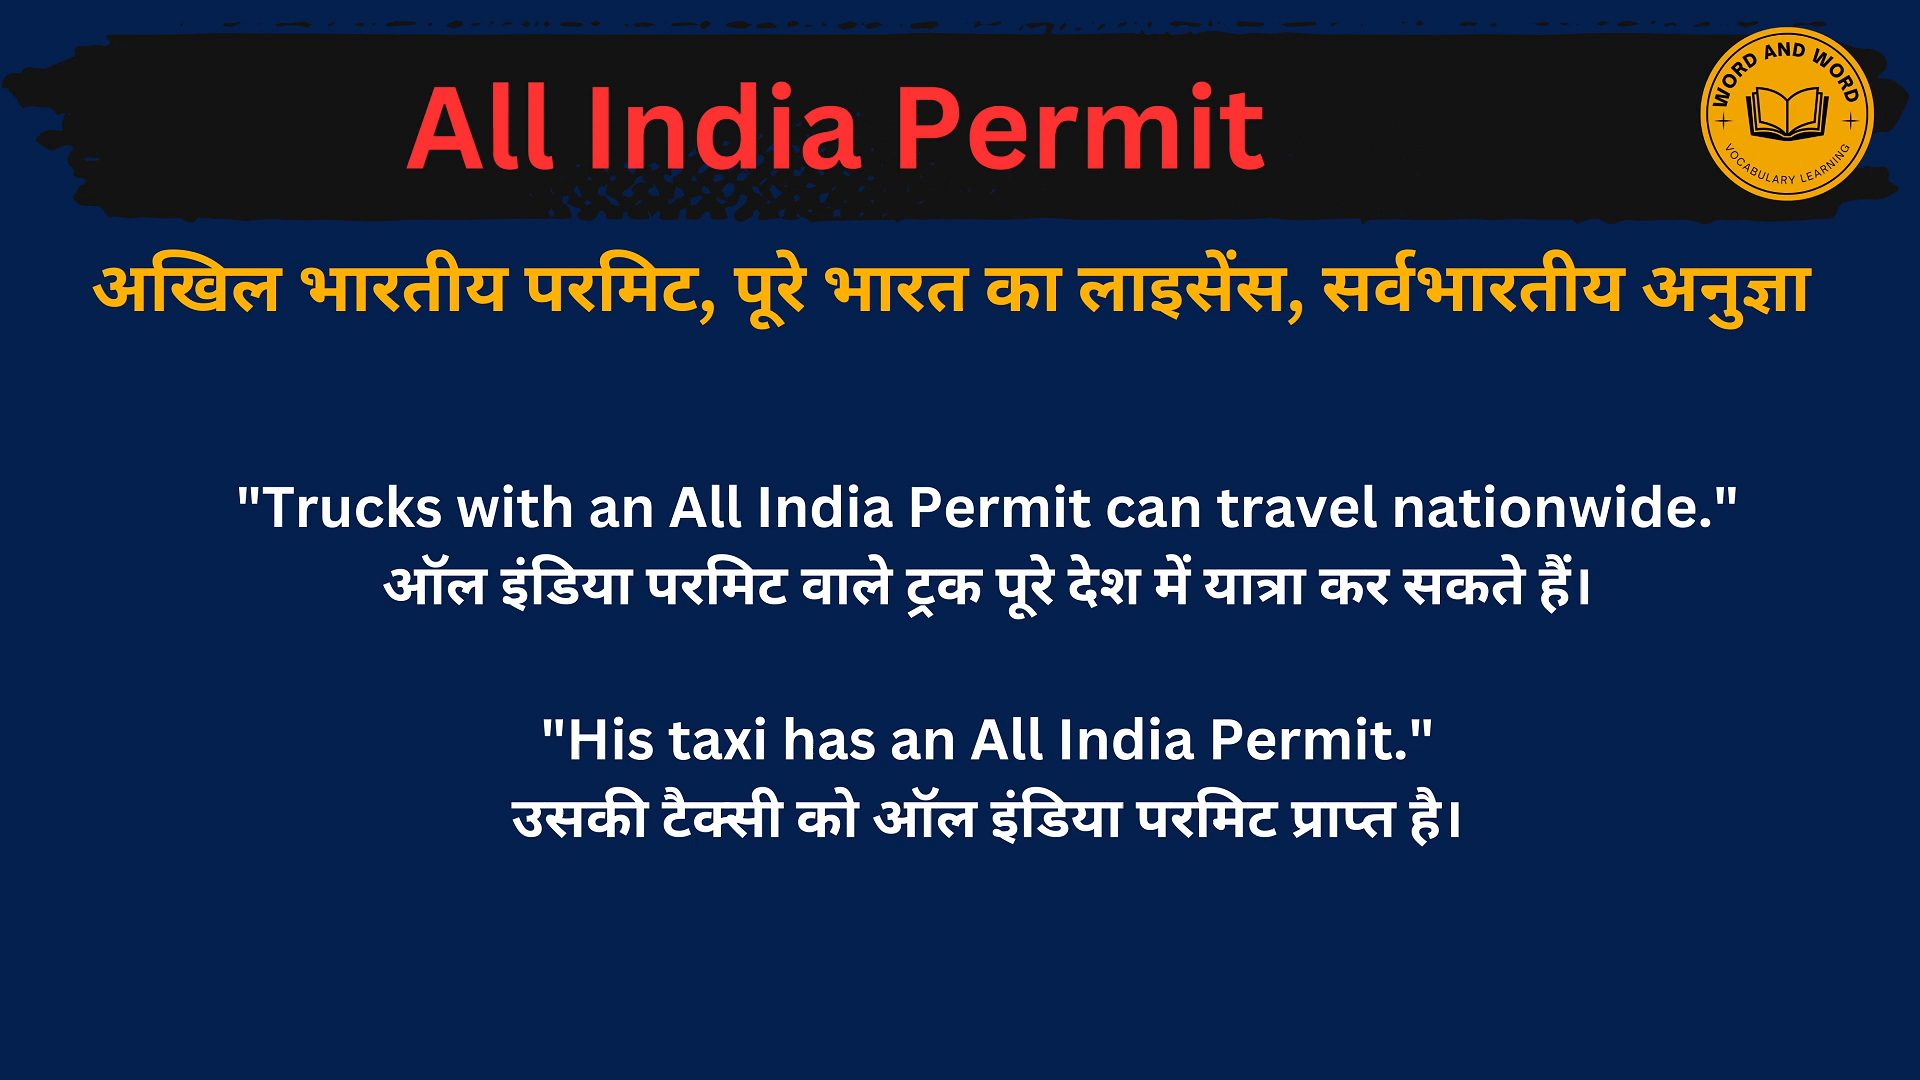 All India Permit
WORD AND WORD
VOCABULARY LEARNING
अखिल भारतीय परमिट, पूरे भारत का लाइसेंस, सर्वभारतीय अनुज्ञा
"Trucks with an All India Permit can travel nationwide."
ऑल इंडिया परमिट वाले ट्रक पूरे देश में यात्रा कर सकते हैं।
"His taxi has an All India Permit."
उसकी टैक्सी को ऑल इंडिया परमिट प्राप्त है।